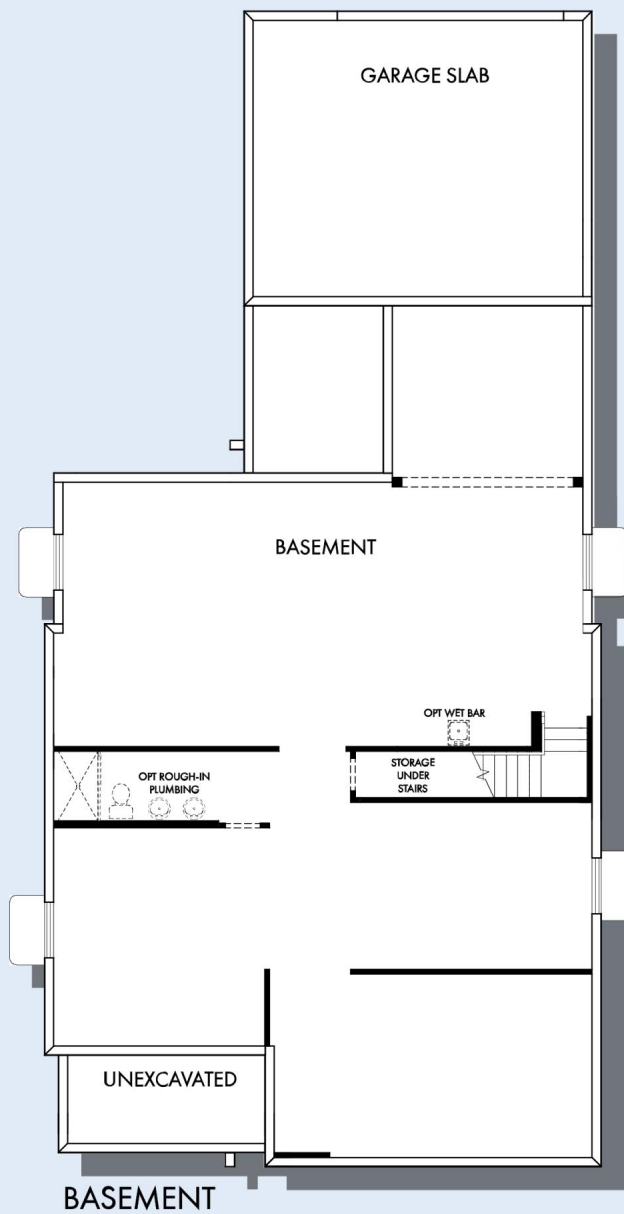 GARAGE SLAB
BASEMENT
OPT WET BAR
OPT ROUGH-IN
PLUMBING
STORAGE
UNDER
STAIRS
UNEXCAVATED
BASEMENT